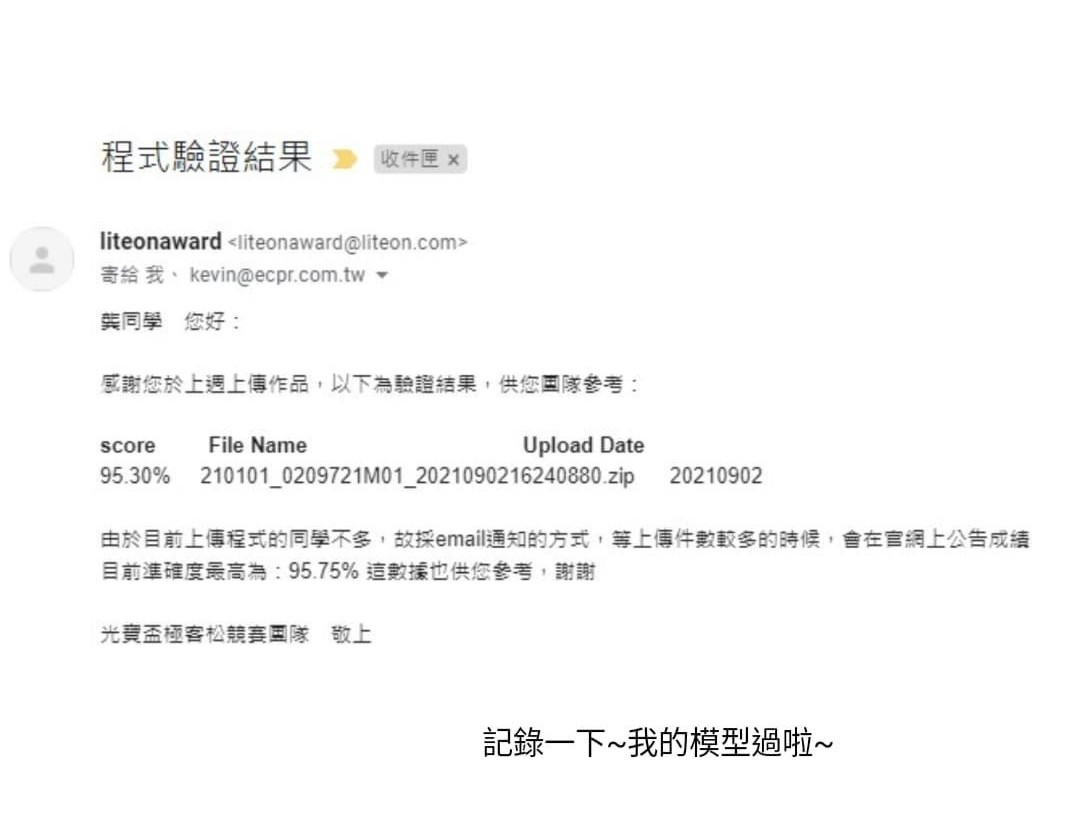 程式驗證結果 收件匣 ×
liteonaward <liteonaward@liteon.com>
寄給 我、 kevin@ecpr.com.tw
龔同學 您好：
感謝您於上週上傳作品，以下為驗證結果，供您團隊參考：
score File Name Upload Date
95.30% 210101_0209721M01_2021090216240880.zip 20210902
由於目前上傳程式的同學不多，故採email通知的方式，等上傳件數較多的時候，會在官網上公告成績
目前準確度最高為：95.75% 這數據也供您參考，謝謝
光寶盃極客松競賽團隊 敬上
記錄一下~我的模型過啦~